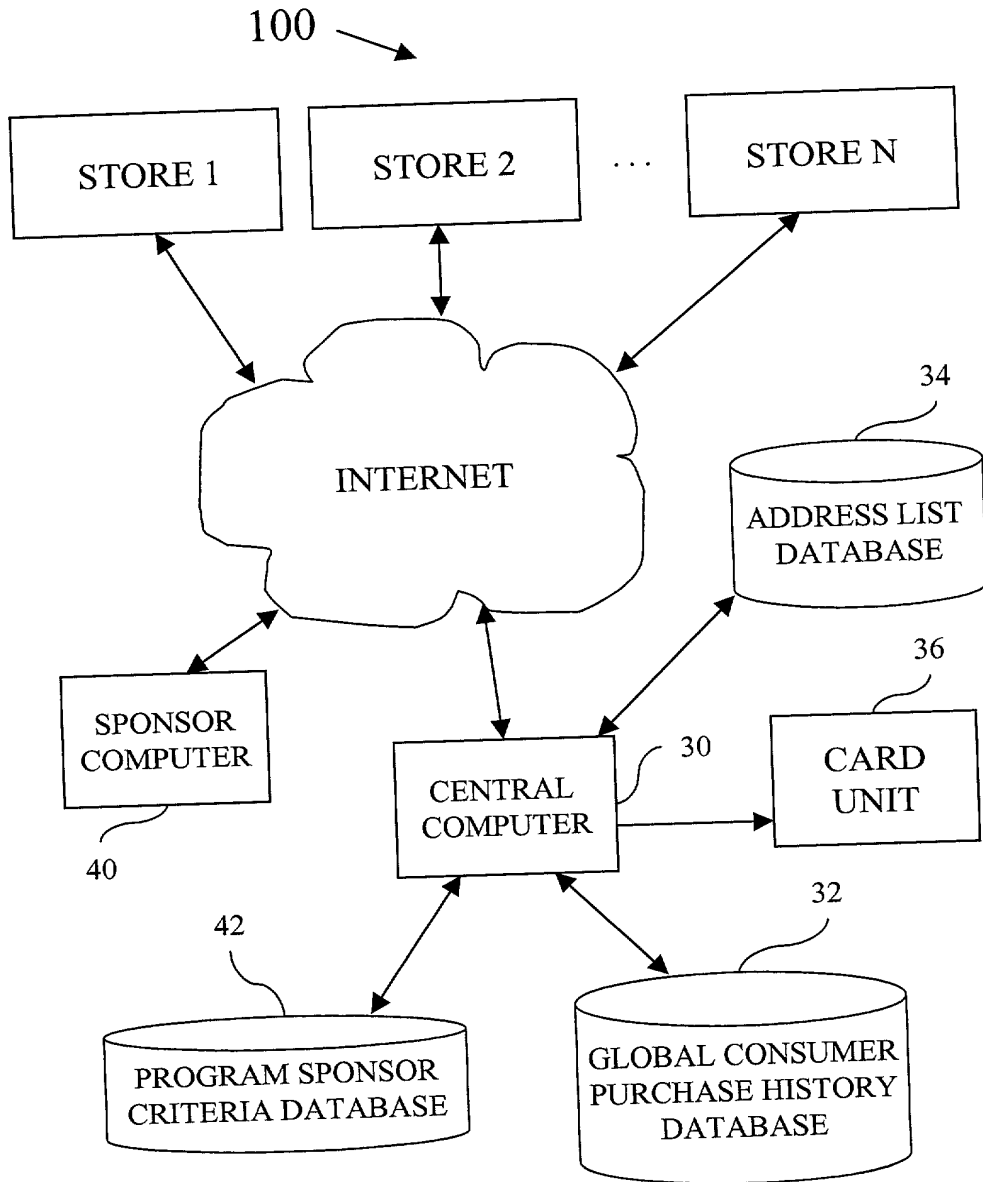 100
STORE 1
STORE 2
...
STORE N
INTERNET
34
ADDRESS LIST
DATABASE
36
SPONSOR
COMPUTER
40
CENTRAL
COMPUTER
30
CARD
UNIT
42
PROGRAM SPONSOR
CRITERIA DATABASE
32
GLOBAL CONSUMER
PURCHASE HISTORY
DATABASE